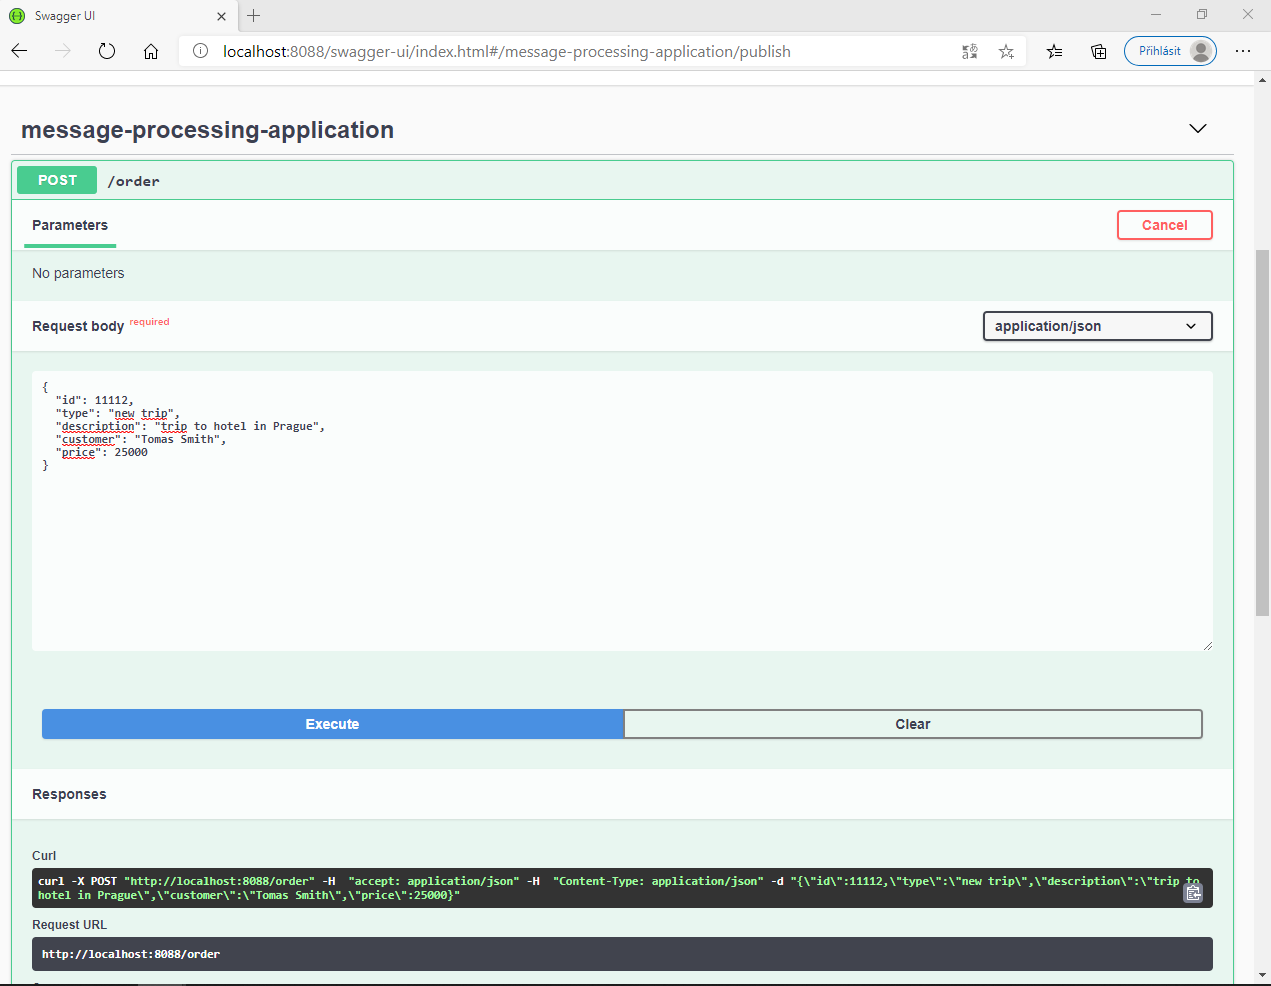 Swagger UI
localhost:8088/swagger-ui/index.html#/message-processing-application/publish
Přihlásit
message-processing-application
POST /order
Parameters
Cancel
No parameters
Request body required
application/json
{
"id": 11112,
"type": "new trip",
"description": "trip to hotel in Prague",
"customer": "Tomas Smith",
"price": 25000
}
Execute
Clear
Responses
Curl
curl -X POST "http://localhost:8088/order" -H  "accept: application/json" -H  "Content-Type: application/json" -d "{\"id\":11112,\"type\":\"new trip\",\"description\":\"trip to
hotel in Prague\",\"customer\":\"Tomas Smith\",\"price\":25000}"
Request URL
http://localhost:8088/order